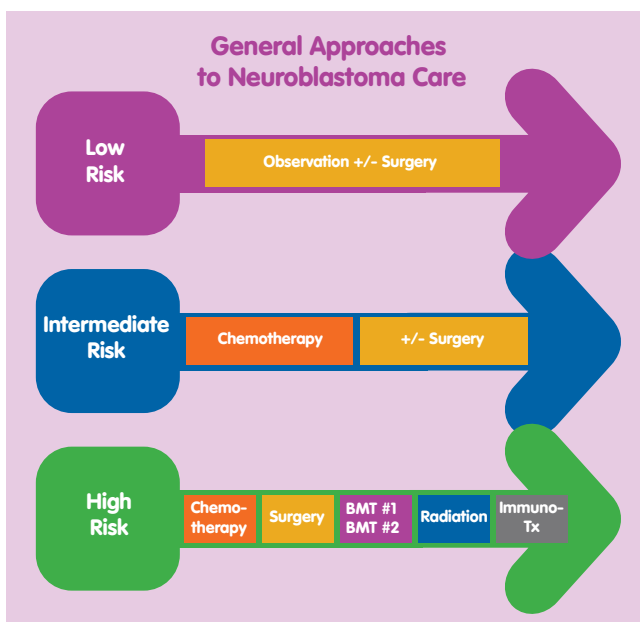 General Approaches
to Neuroblastoma Care
Low
Risk
Observation +/- Surgery
Intermediate
Risk
Chemotherapy
+/- Surgery
High
Risk
Chemo-
therapy
Surgery
BMT #1
BMT #2
Radiation
Immuno-
Tx